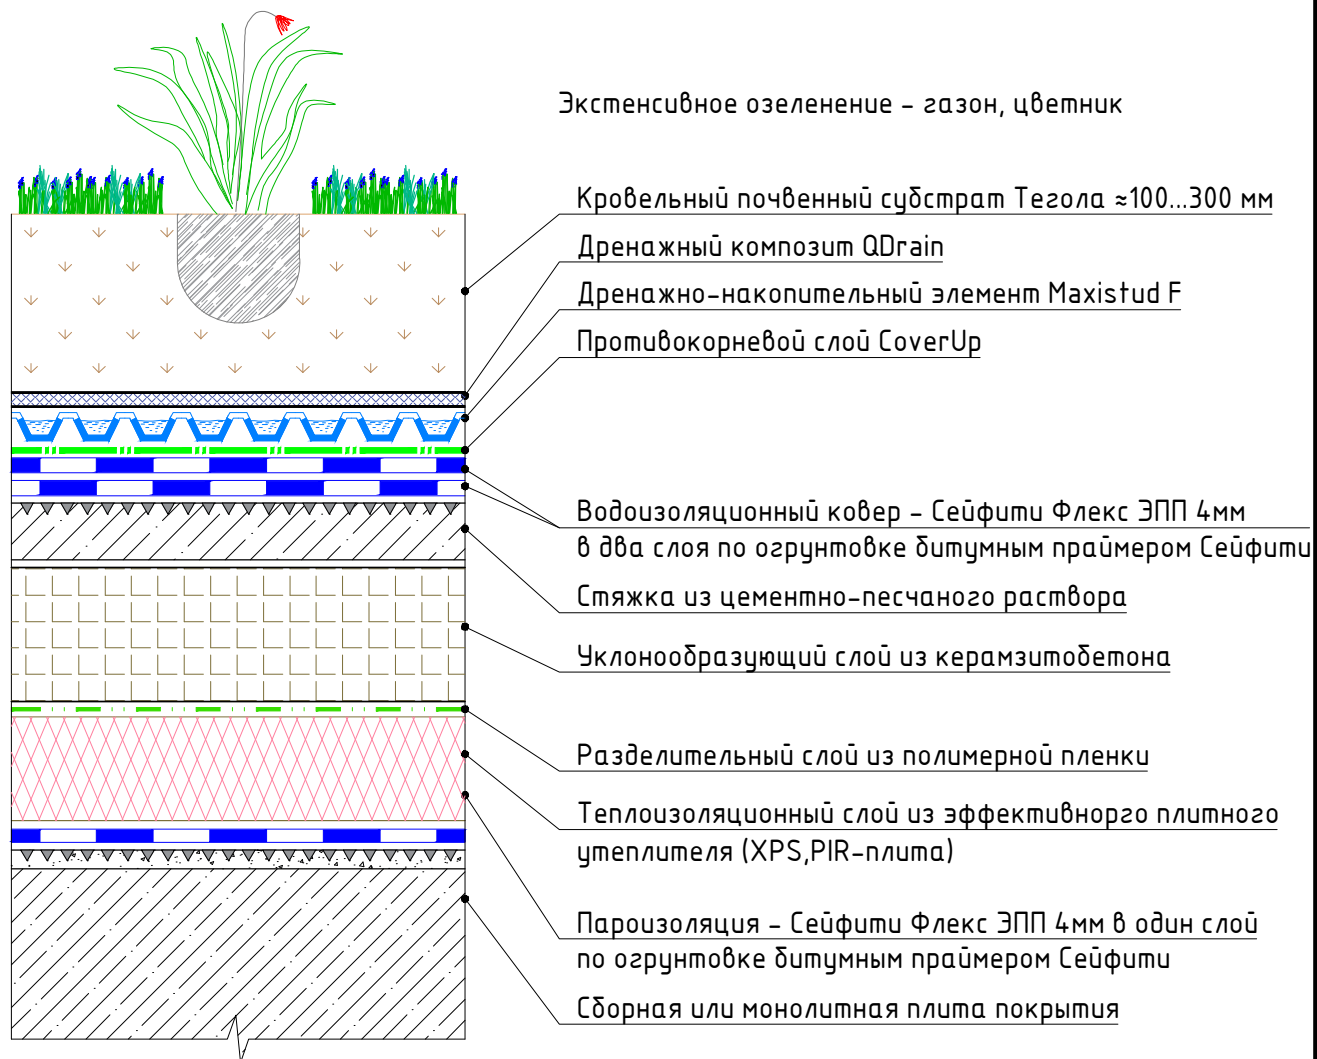 Экстенсивное озеленение – газон, цветник
Кровельный почвенный субстрат Тегола ≈100...300 мм
Дренажный композит QDrain
Дренажно-накопительный элемент Maxistud F
Противокорневой слой CoverUp
Водоизоляционный ковер – Сейфити Флекс ЭПП 4мм
в два слоя по огрунтовке битумным праймером Сейфити
Стяжка из цементно-песчаного раствора
Уклонообразующий слой из керамзитобетона
Разделительный слой из полимерной пленки
Теплоизоляционный слой из эффективнорго плитного
утеплителя (XPS,PIR-плита)
Пароизоляция – Сейфити Флекс ЭПП 4мм в один слой
по огрунтовке битумным праймером Сейфити
Сборная или монолитная плита покрытия